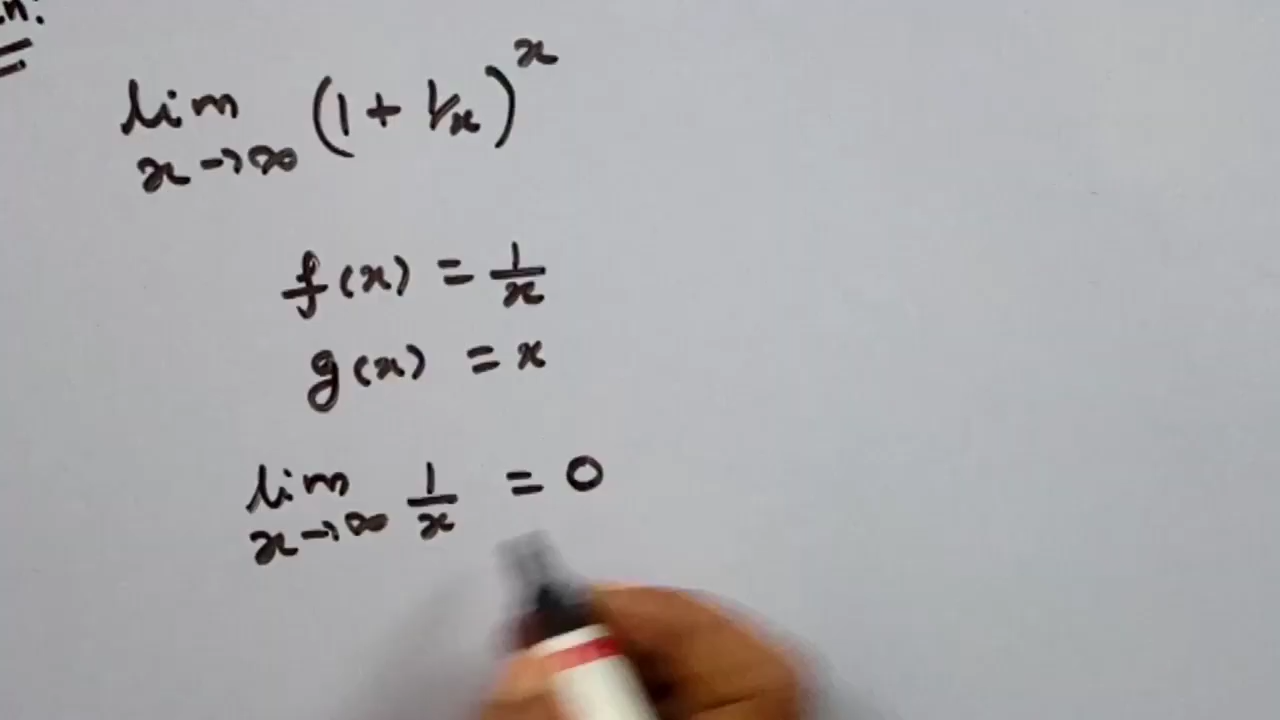 lim (1 + 1/x)^x
x→∞
f(x) = 1/x
g(x) = x
lim 1/x = 0
x→∞